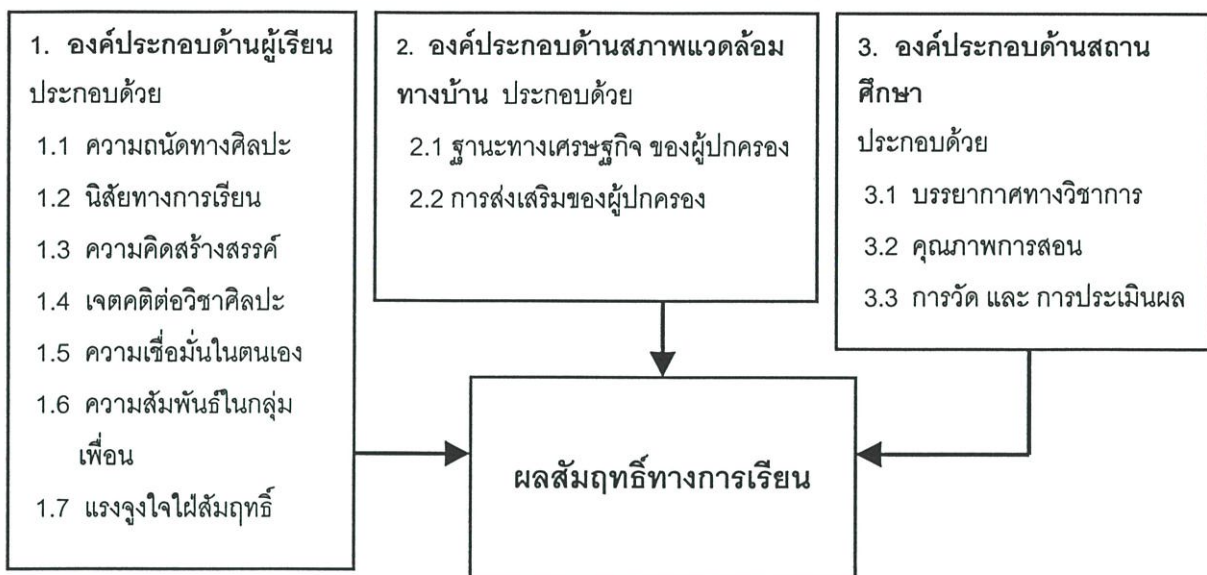 1. องค์ประกอบด้านผู้เรียน
ประกอบด้วย
1.1 ความถนัดทางศิลปะ
1.2 นิสัยทางการเรียน
1.3 ความคิดสร้างสรรค์
1.4 เจตคติต่อวิชาศิลปะ
1.5 ความเชื่อมั่นในตนเอง
1.6 ความสัมพันธ์ในกลุ่ม
เพื่อน
1.7 แรงจูงใจใฝ่สัมฤทธิ์
2. องค์ประกอบด้านสภาพแวดล้อม
ทางบ้าน ประกอบด้วย
2.1 ฐานะทางเศรษฐกิจ ของผู้ปกครอง
2.2 การส่งเสริมของผู้ปกครอง
3. องค์ประกอบด้านสถาน
ศึกษา
ประกอบด้วย
3.1 บรรยากาศทางวิชาการ
3.2 คุณภาพการสอน
3.3 การวัด และ การประเมินผล
ผลสัมฤทธิ์ทางการเรียน